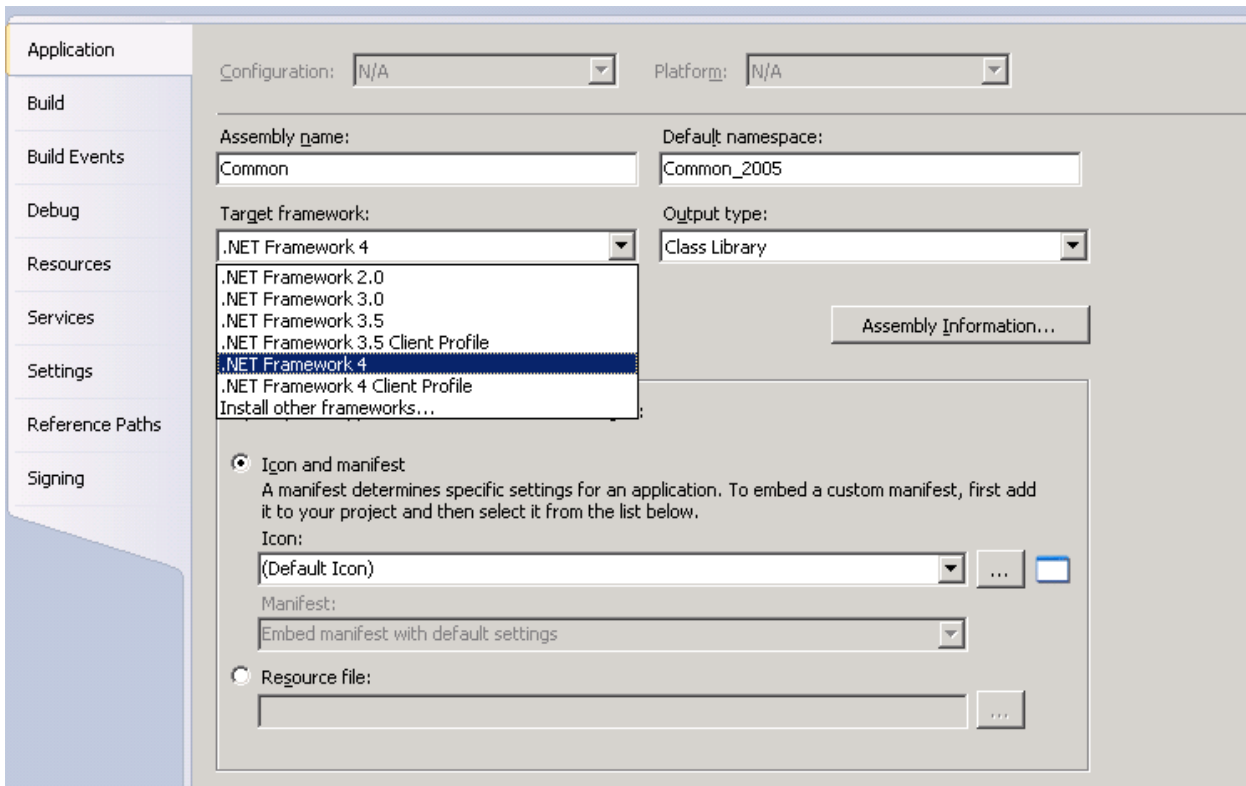 Application
Build
Build Events
Debug
Resources
Services
Settings
Reference Paths
Signing
Configuration: N/A Platform: N/A
Assembly name: Default namespace:
Common Common_2005
Target framework: Output type:
.NET Framework 4 Class Library
.NET Framework 2.0
.NET Framework 3.0
.NET Framework 3.5
.NET Framework 3.5 Client Profile
.NET Framework 4
.NET Framework 4 Client Profile
Install other frameworks...
Assembly Information...
Icon and manifest
A manifest determines specific settings for an application. To embed a custom manifest, first add
it to your project and then select it from the list below.
Icon:
(Default Icon) ...
Manifest:
Embed manifest with default settings
Resource file:
...